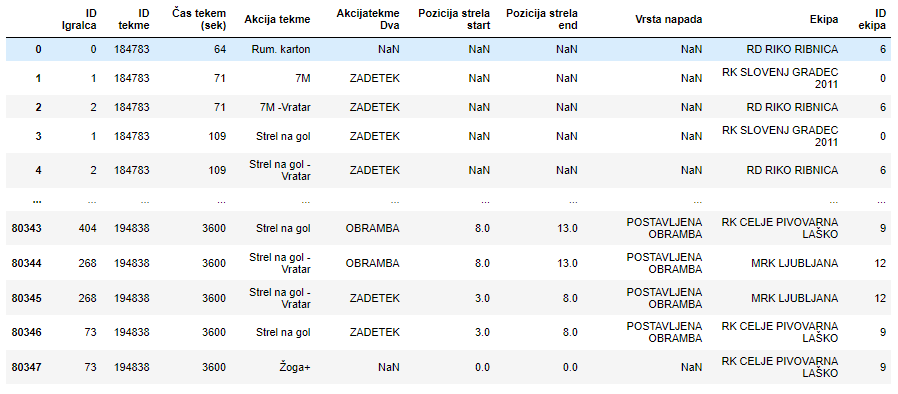 ID Igralca ID tekme Čas tekem (sek) Akcija tekme Akcijatekme Dva Pozicija strela start Pozicija strela end Vrsta napada Ekipa ID ekipa
0 0 184783 64 Rum. karton NaN NaN NaN NaN RD RIKO RIBNICA 6
1 1 184783 71 7M ZADETEK NaN NaN NaN RK SLOVENJ GRADEC 2011 0
2 2 184783 71 7M -Vratar ZADETEK NaN NaN NaN RD RIKO RIBNICA 6
3 1 184783 109 Strel na gol ZADETEK NaN NaN NaN RK SLOVENJ GRADEC 2011 0
4 2 184783 109 Strel na gol - Vratar ZADETEK NaN NaN NaN RD RIKO RIBNICA 6
... ... ... ... ... ... ... ... ... ... ...
80343 404 194838 3600 Strel na gol OBRAMBA 8.0 13.0 POSTAVLJENA OBRAMBA RK CELJE PIVOVARNA LAŠKO 9
80344 268 194838 3600 Strel na gol - Vratar OBRAMBA 8.0 13.0 POSTAVLJENA OBRAMBA MRK LJUBLJANA 12
80345 268 194838 3600 Strel na gol - Vratar ZADETEK 3.0 8.0 POSTAVLJENA OBRAMBA MRK LJUBLJANA 12
80346 73 194838 3600 Strel na gol ZADETEK 3.0 8.0 POSTAVLJENA OBRAMBA RK CELJE PIVOVARNA LAŠKO 9
80347 73 194838 3600 Žoga+ NaN 0.0 0.0 NaN RK CELJE PIVOVARNA LAŠKO 9